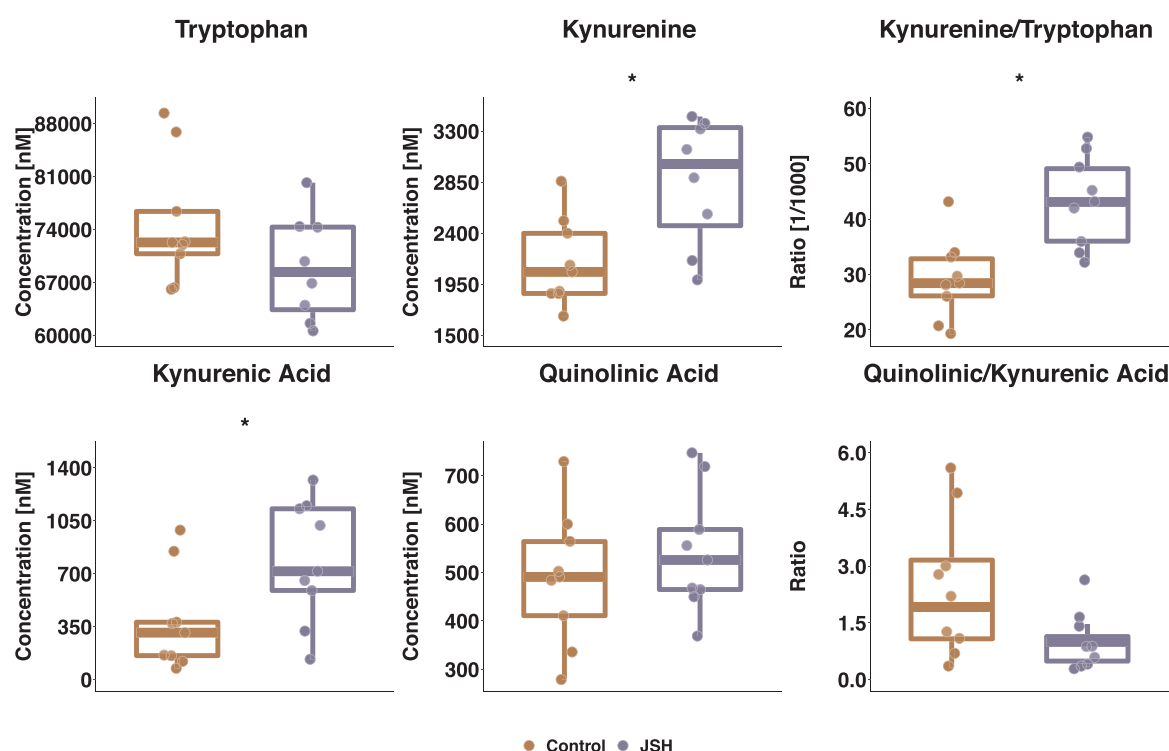 Tryptophan
Kynurenine
Kynurenine/Tryptophan
*
*
Concentration [nM]
88000
81000
74000
67000
60000
Concentration [nM]
3300
2850
2400
1950
1500
Ratio [1/1000]
60
50
40
30
20
Kynurenic Acid
Quinolinic Acid
Quinolinic/Kynurenic Acid
*
Concentration [nM]
1400
1050
700
350
0
Concentration [nM]
700
600
500
400
300
Ratio
6.0
4.5
3.0
1.5
0.0
Control JSH